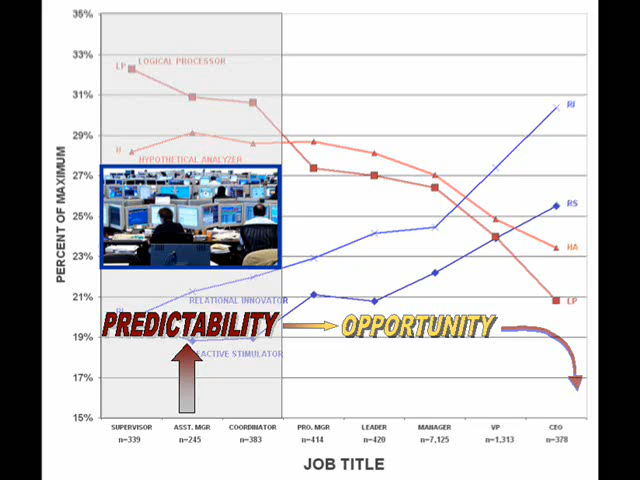 35%
33%
31%
29%
27%
25%
23%
21%
19%
17%
15%
PERCENT OF MAXIMUM
LP
LOGICAL PROCESSOR
HYPOTHETICAL ANALYZER
RI
RS
HA
LP
RELATIONAL INNOVATOR
PREDICTABILITY
OPPORTUNITY
EACTIVE STIMULATOR
SUPERVISOR ASST. MGR COORDINATOR PRO. MGR LEADER MANAGER VP CEO
n=339 n=245 n=383 n=414 n=420 n=7,125 n=1,313 n=378
JOB TITLE